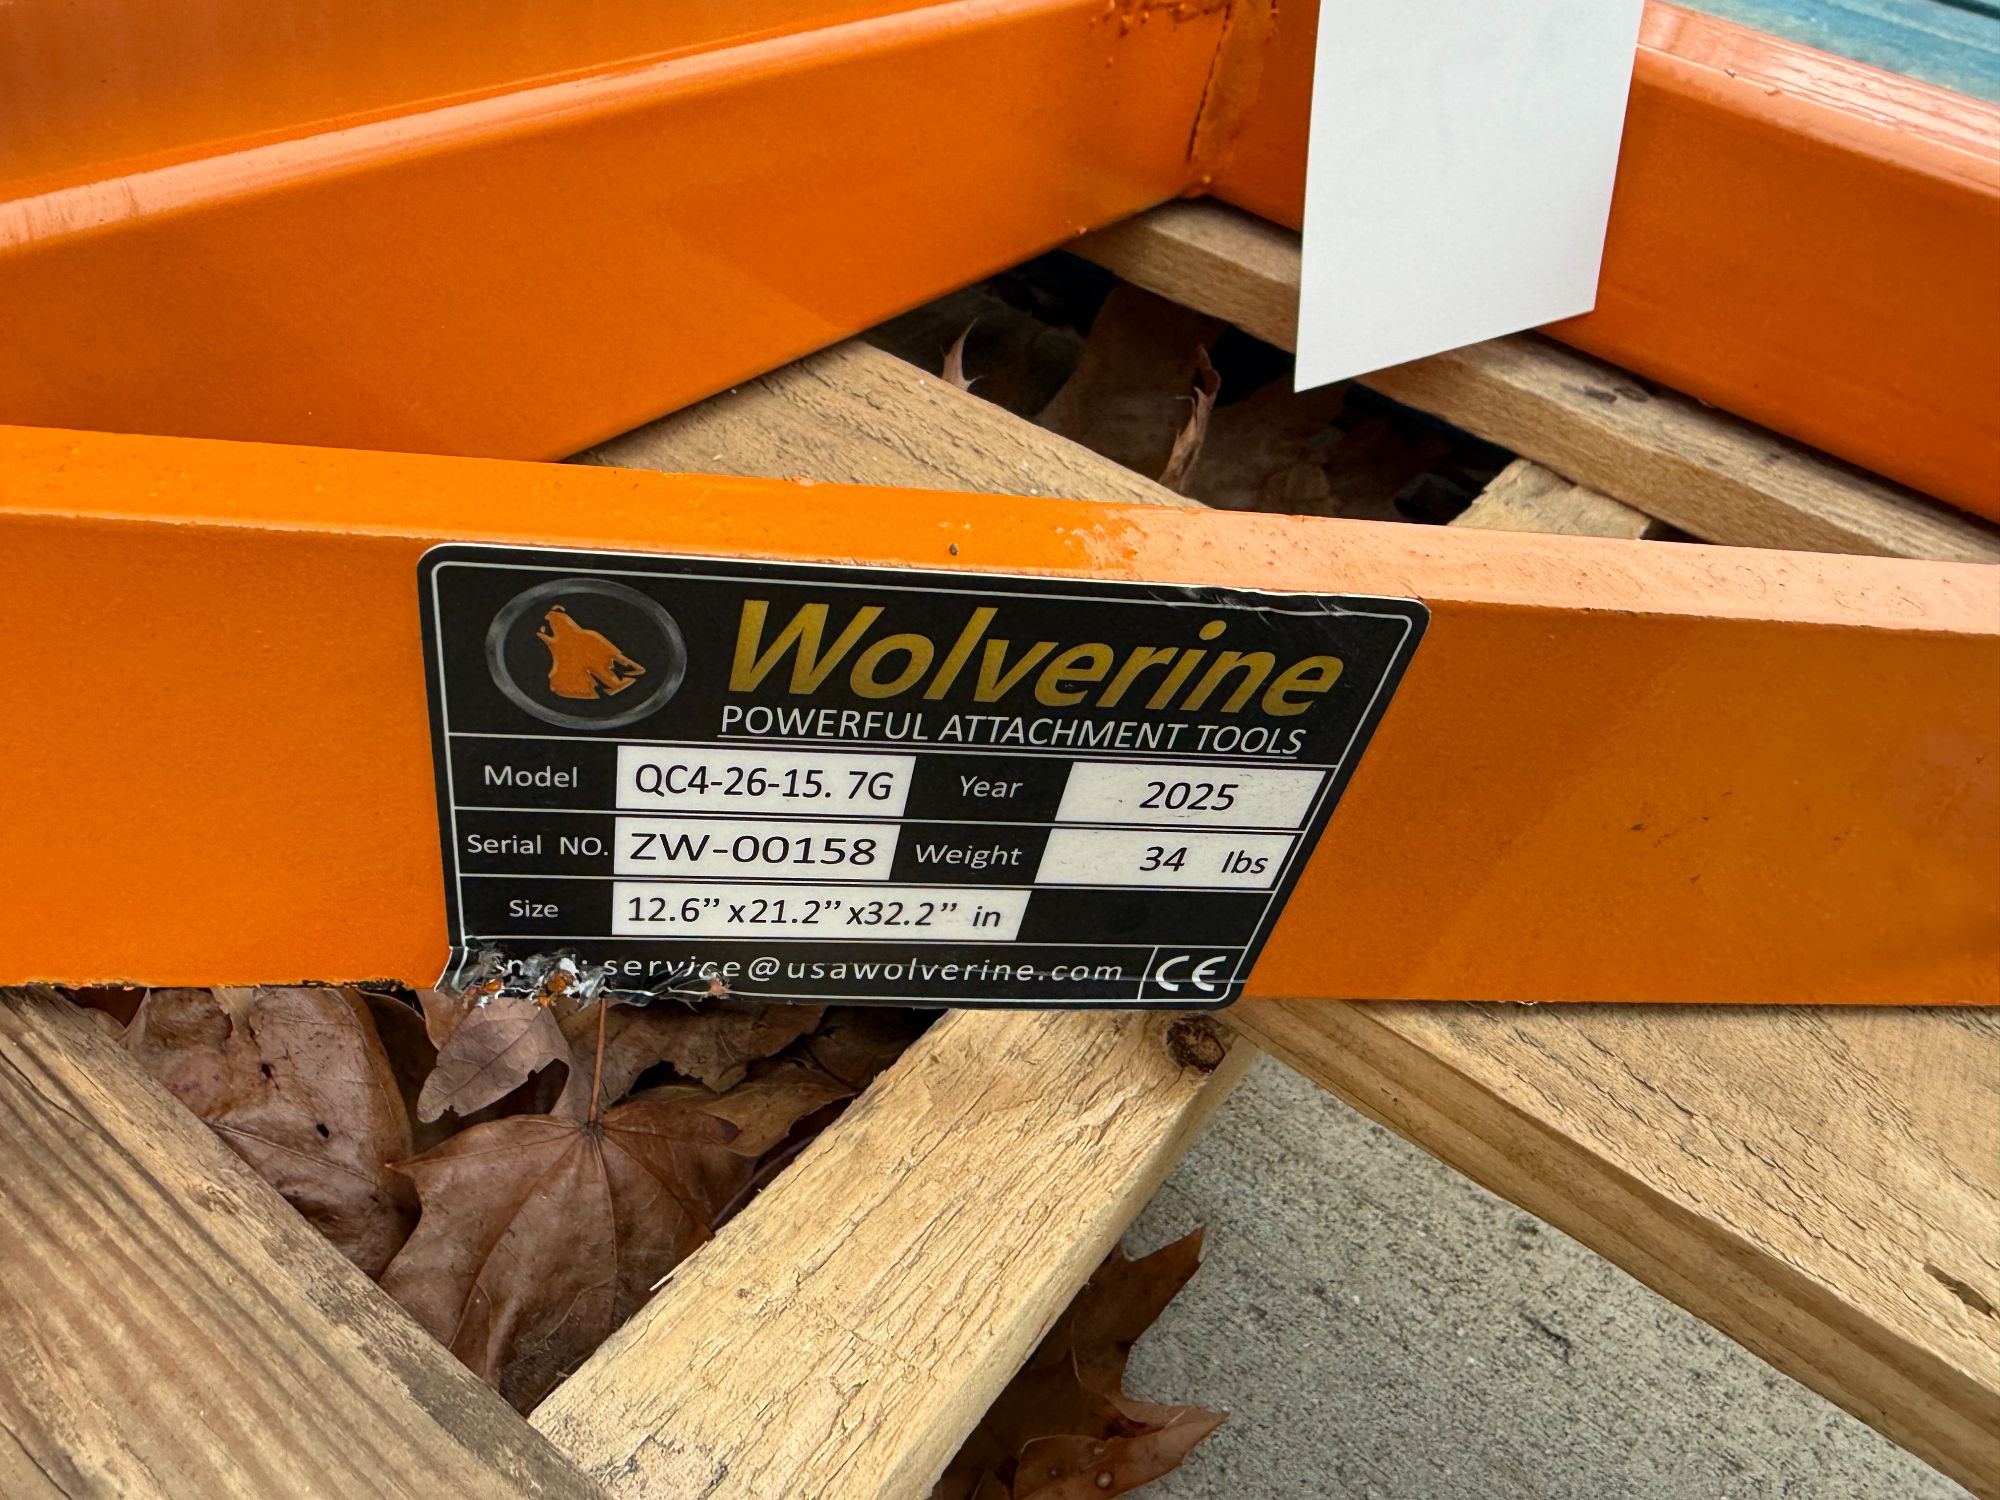 Wolverine
POWERFUL ATTACHMENT TOOLS
Model QC4-26-15. 7G Year 2025
Serial NO. ZW-00158 Weight 34 lbs
Size 12.6”x21.2”x32.2” in
service@usawolverine.com CE